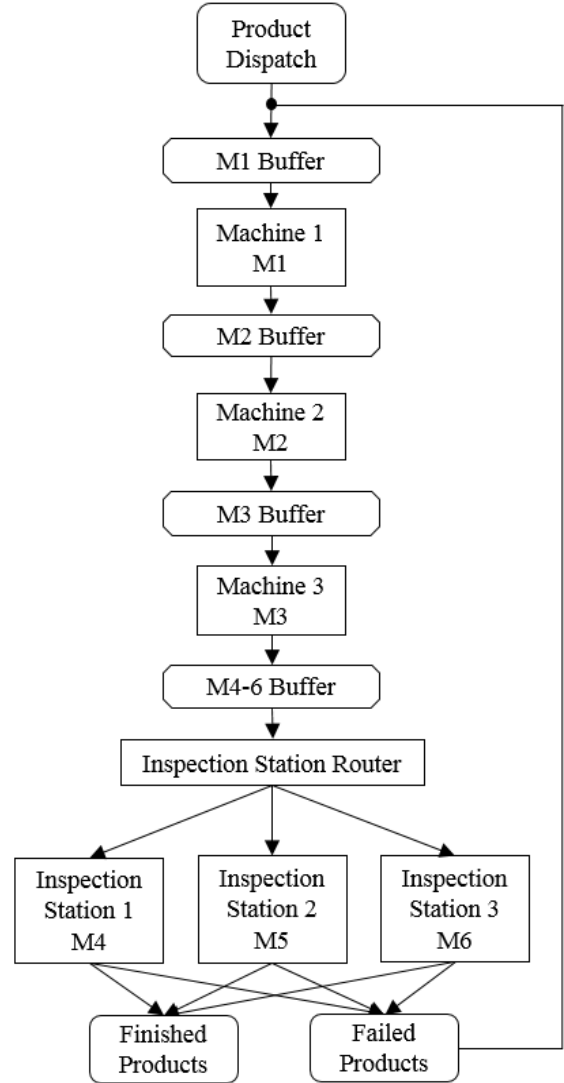 Product
Dispatch
M1 Buffer
Machine 1
M1
M2 Buffer
Machine 2
M2
M3 Buffer
Machine 3
M3
M4-6 Buffer
Inspection Station Router
Inspection
Station 1
M4
Inspection
Station 2
M5
Inspection
Station 3
M6
Finished
Products
Failed
Products